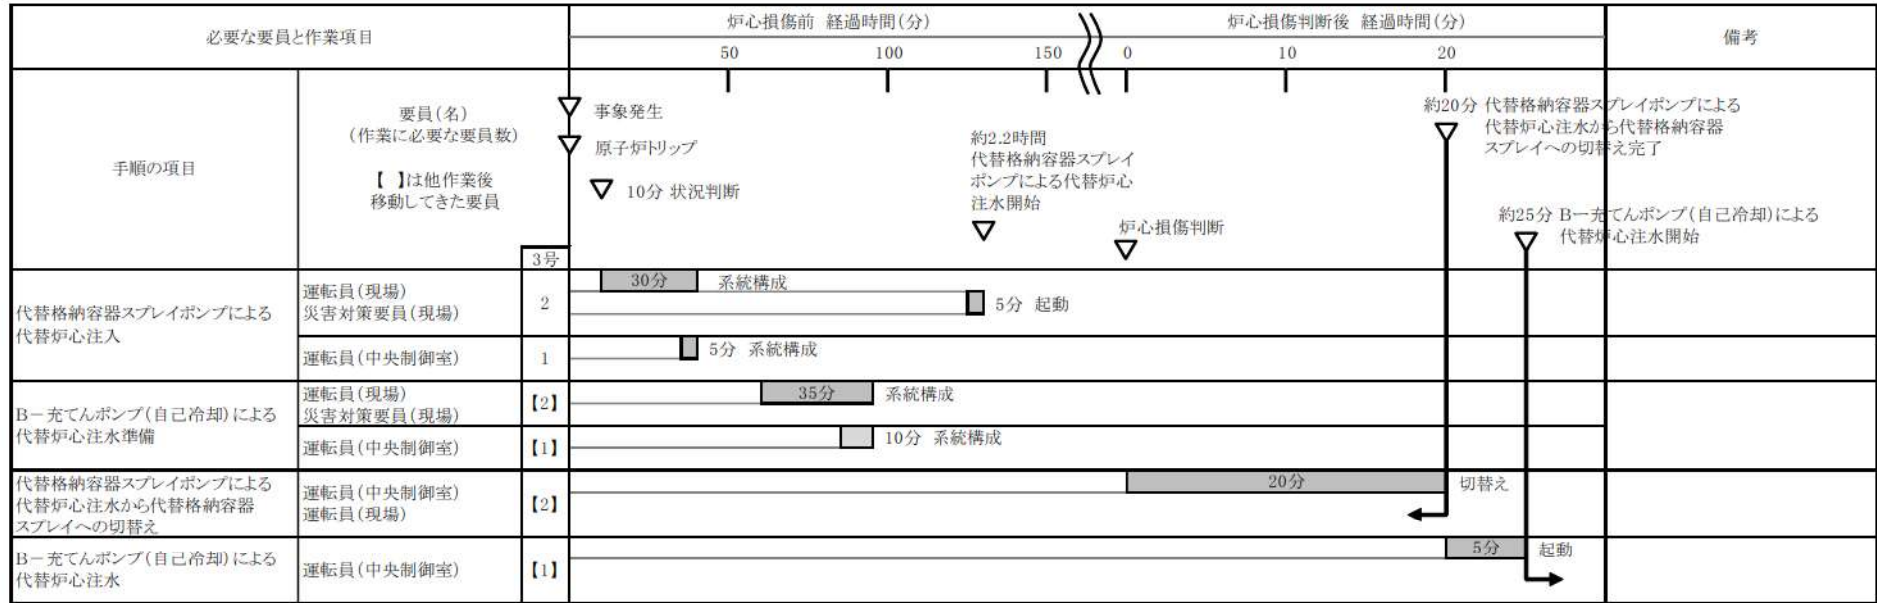 必要な要員と作業項目
炉心損傷前 経過時間(分)
炉心損傷判断後 経過時間(分)
備考
50
100
150
0
10
20
手順の項目
要員(名)
(作業に必要な要員数)
【 】は他作業後
移動してきた要員
3号
事象発生
原子炉トリップ
10分 状況判断
約2.2時間
代替格納容器スプレイ
ポンプによる代替炉心
注水開始
炉心損傷判断
約20分 代替格納容器スプレイポンプによる
代替炉心注水から代替格納容器
スプレイへの切替え完了
約25分 B－充てんポンプ(自己冷却)による
代替炉心注水開始
代替格納容器スプレイポンプによる
代替炉心注入
運転員(現場)
災害対策要員(現場)
2
30分
系統構成
5分 起動
運転員(中央制御室)
1
5分 系統構成
B－充てんポンプ(自己冷却)による
代替炉心注水準備
運転員(現場)
災害対策要員(現場)
【2】
35分
系統構成
運転員(中央制御室)
【1】
10分 系統構成
代替格納容器スプレイポンプによる
代替炉心注水から代替格納容器
スプレイへの切替え
運転員(中央制御室)
運転員(現場)
【2】
20分
切替え
B－充てんポンプ(自己冷却)による
代替炉心注水
運転員(中央制御室)
【1】
5分
起動